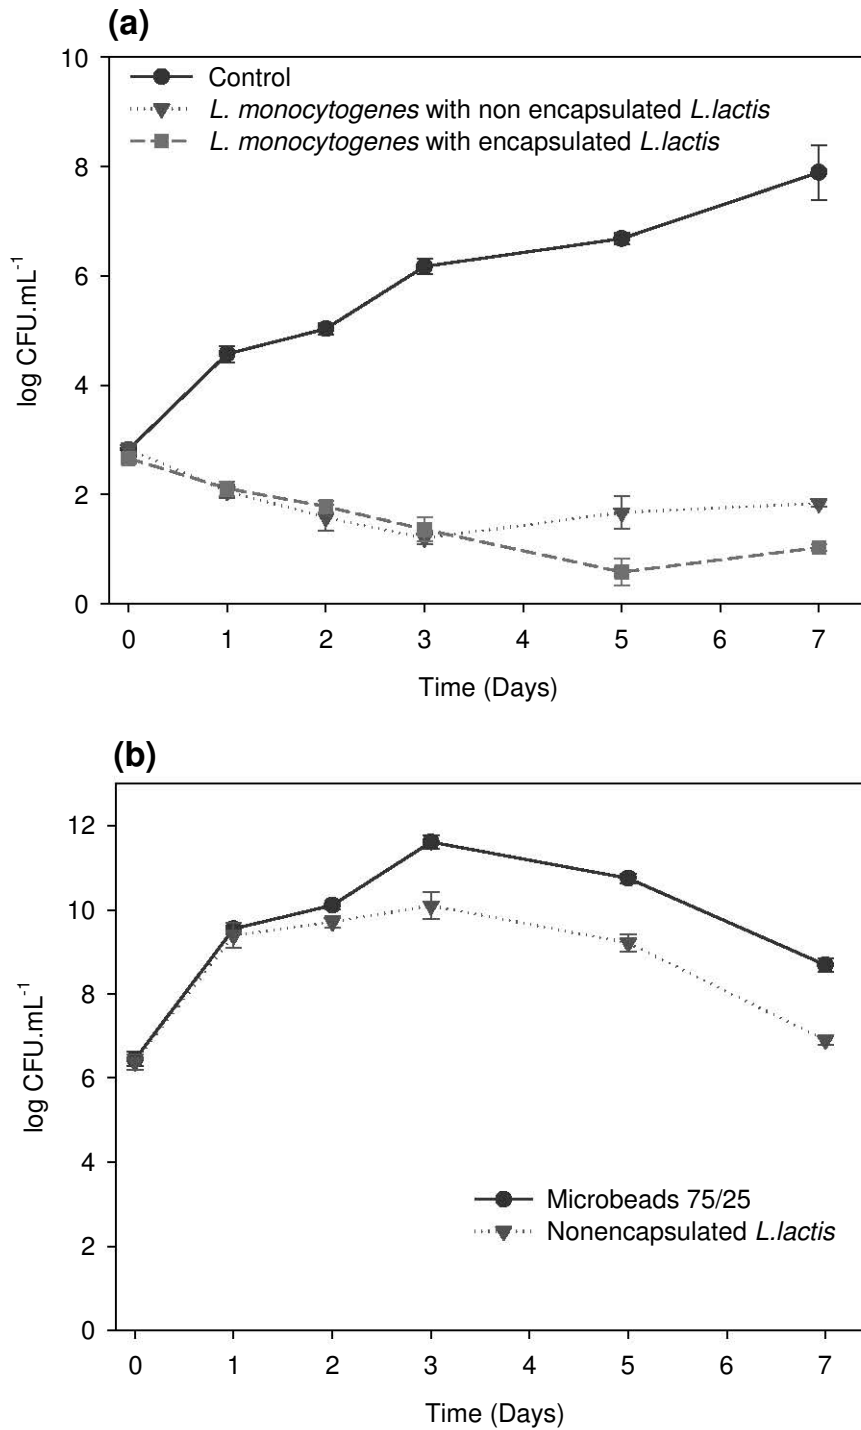 (a)
10
8
6
4
2
0
log CFU.mL⁻¹
Control
L. monocytogenes with non encapsulated L.lactis
L. monocytogenes with encapsulated L.lactis
0 1 2 3 4 5 6 7
Time (Days)
(b)
12
10
8
6
4
2
0
log CFU.mL⁻¹
Microbeads 75/25
Nonencapsulated L.lactis
0 1 2 3 4 5 6 7
Time (Days)